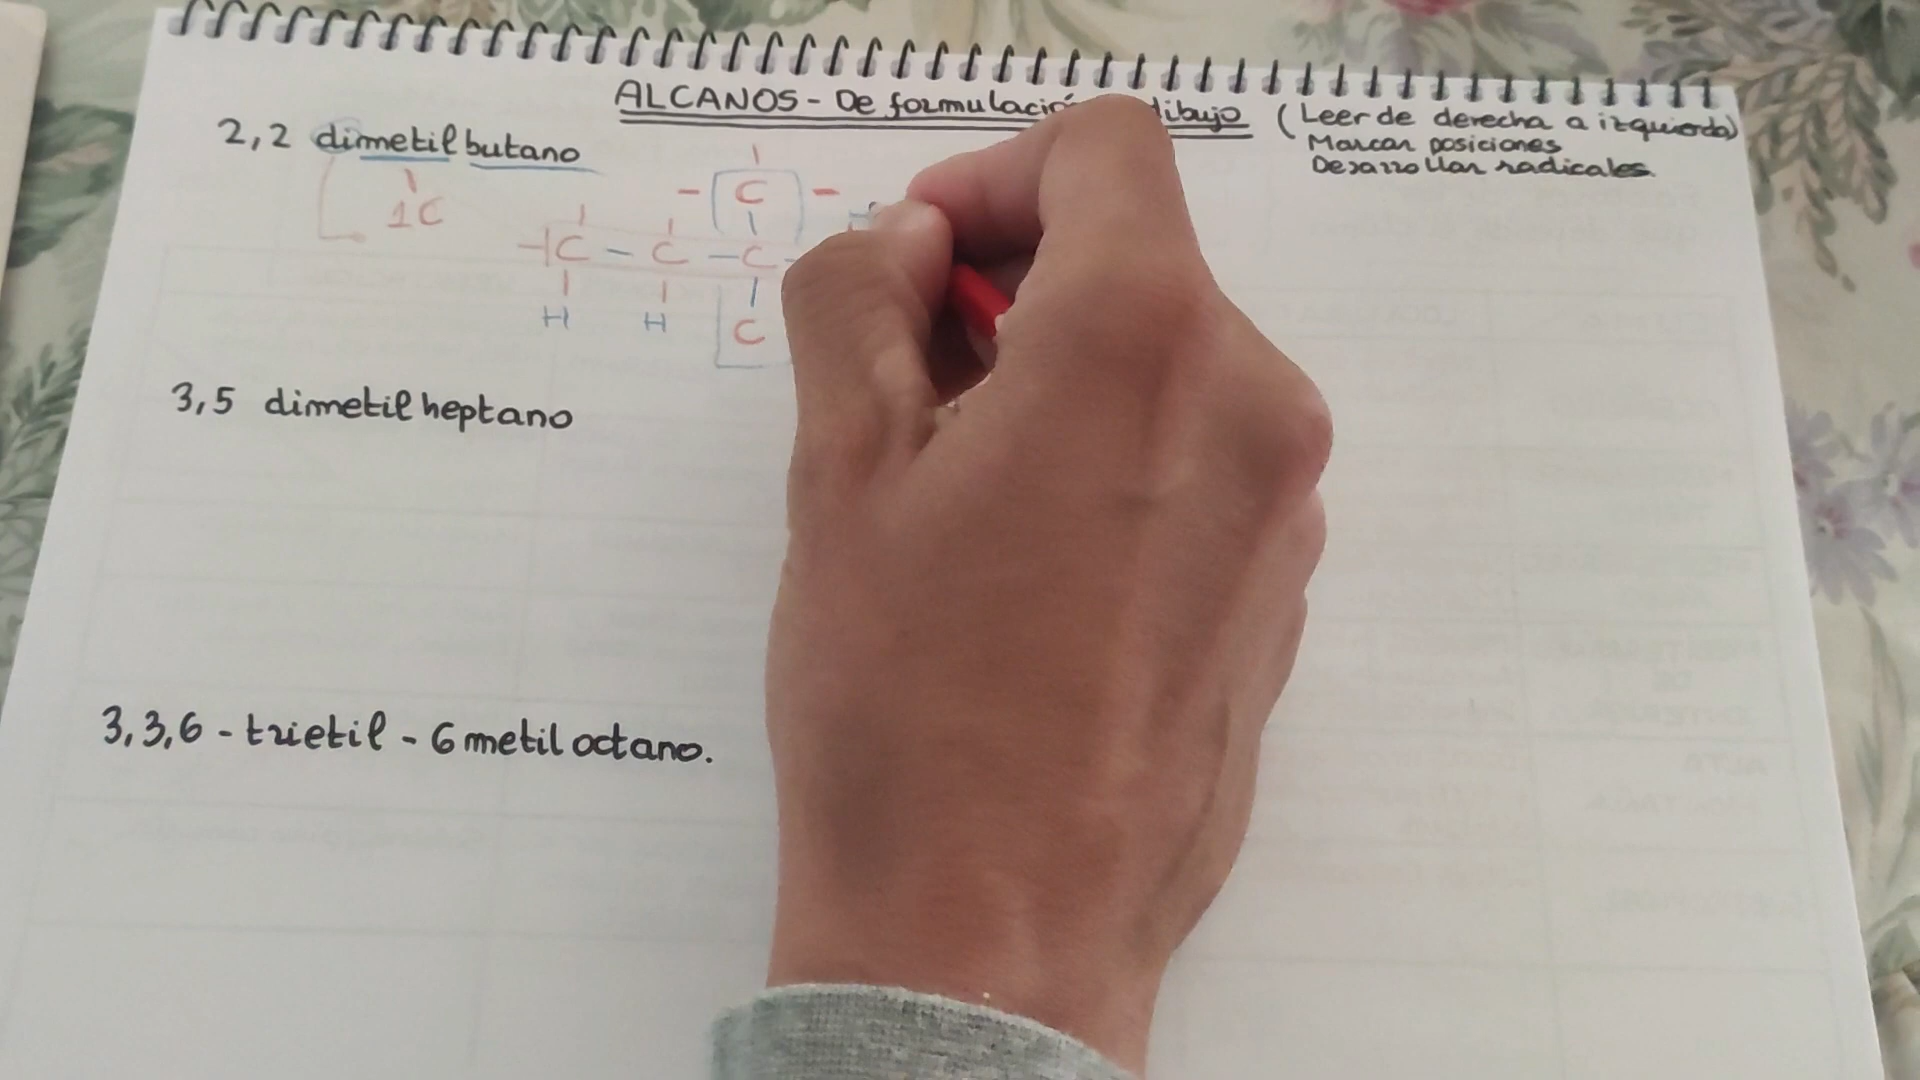 ALCANOS - De formulación dibujo
(Leer de derecha a izquierda)
Marcar posiciones
Desarrollar radicales
2,2 dimetil butano
1C
- C -
-C - C - C -
H H C
3,5 dimetil heptano
3,3,6 - trietil - 6 metil octano.